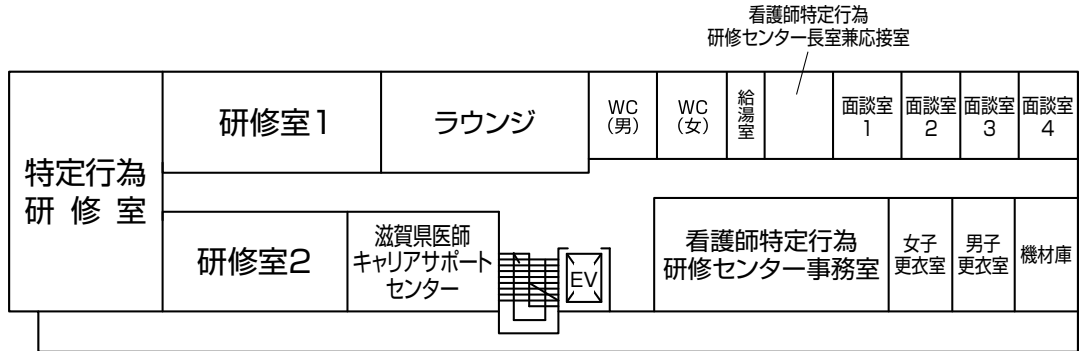 看護師特定行為
研修センター長室兼応接室
特定行為
研修室
研修室1
ラウンジ
WC
(男)
WC
(女)
給湯室
面談室
1
面談室
2
面談室
3
面談室
4
研修室2
滋賀県医師
キャリアサポート
センター
EV
看護師特定行為
研修センター事務室
女子
更衣室
男子
更衣室
機材庫